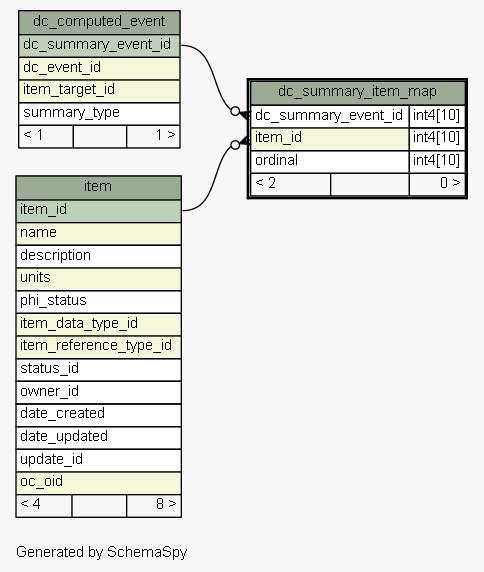 dc_computed_event
dc_summary_event_id
dc_event_id
item_target_id
summary_type
< 1 1 >
dc_summary_item_map
dc_summary_event_id int4[10]
item_id int4[10]
ordinal int4[10]
< 2 0 >
item
item_id
name
description
units
phi_status
item_data_type_id
item_reference_type_id
status_id
owner_id
date_created
date_updated
update_id
oc_oid
< 4 8 >
Generated by SchemaSpy